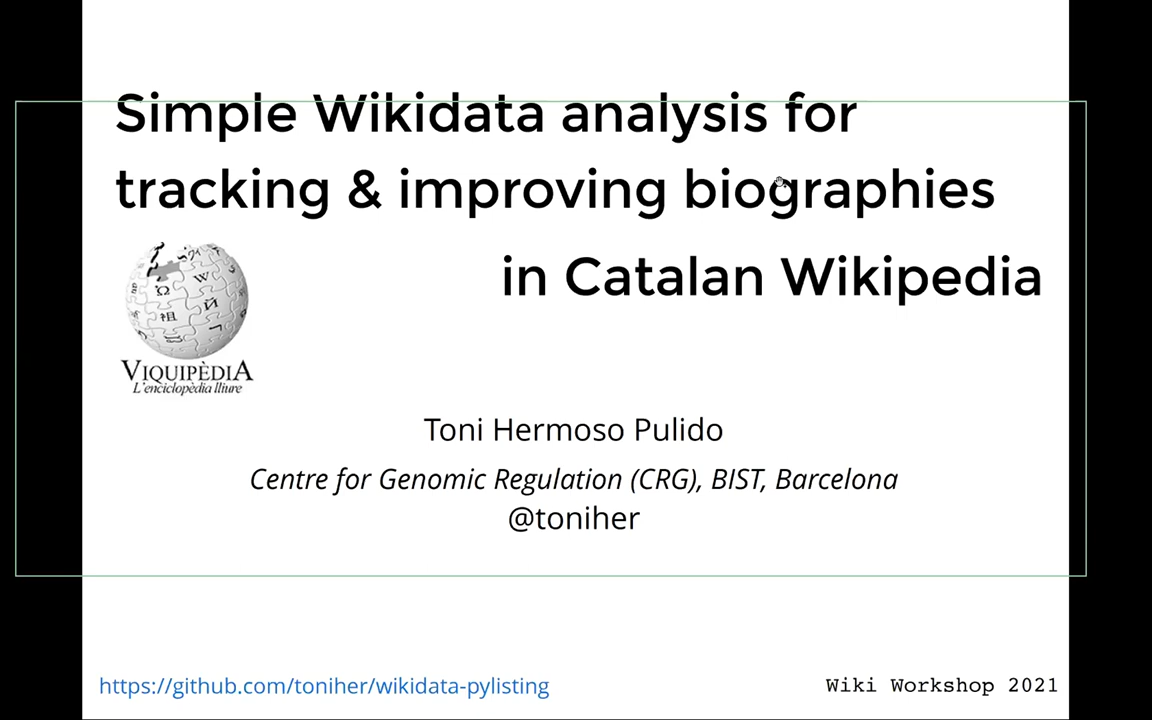 Simple Wikidata analysis for
tracking & improving biographies
in Catalan Wikipedia
Ω W
祖 Й
VIQUIPÈDIA
L'enciclopèdia lliure
Toni Hermoso Pulido
Centre for Genomic Regulation (CRG), BIST, Barcelona
@toniher
https://github.com/toniher/wikidata-pylisting
Wiki Workshop 2021